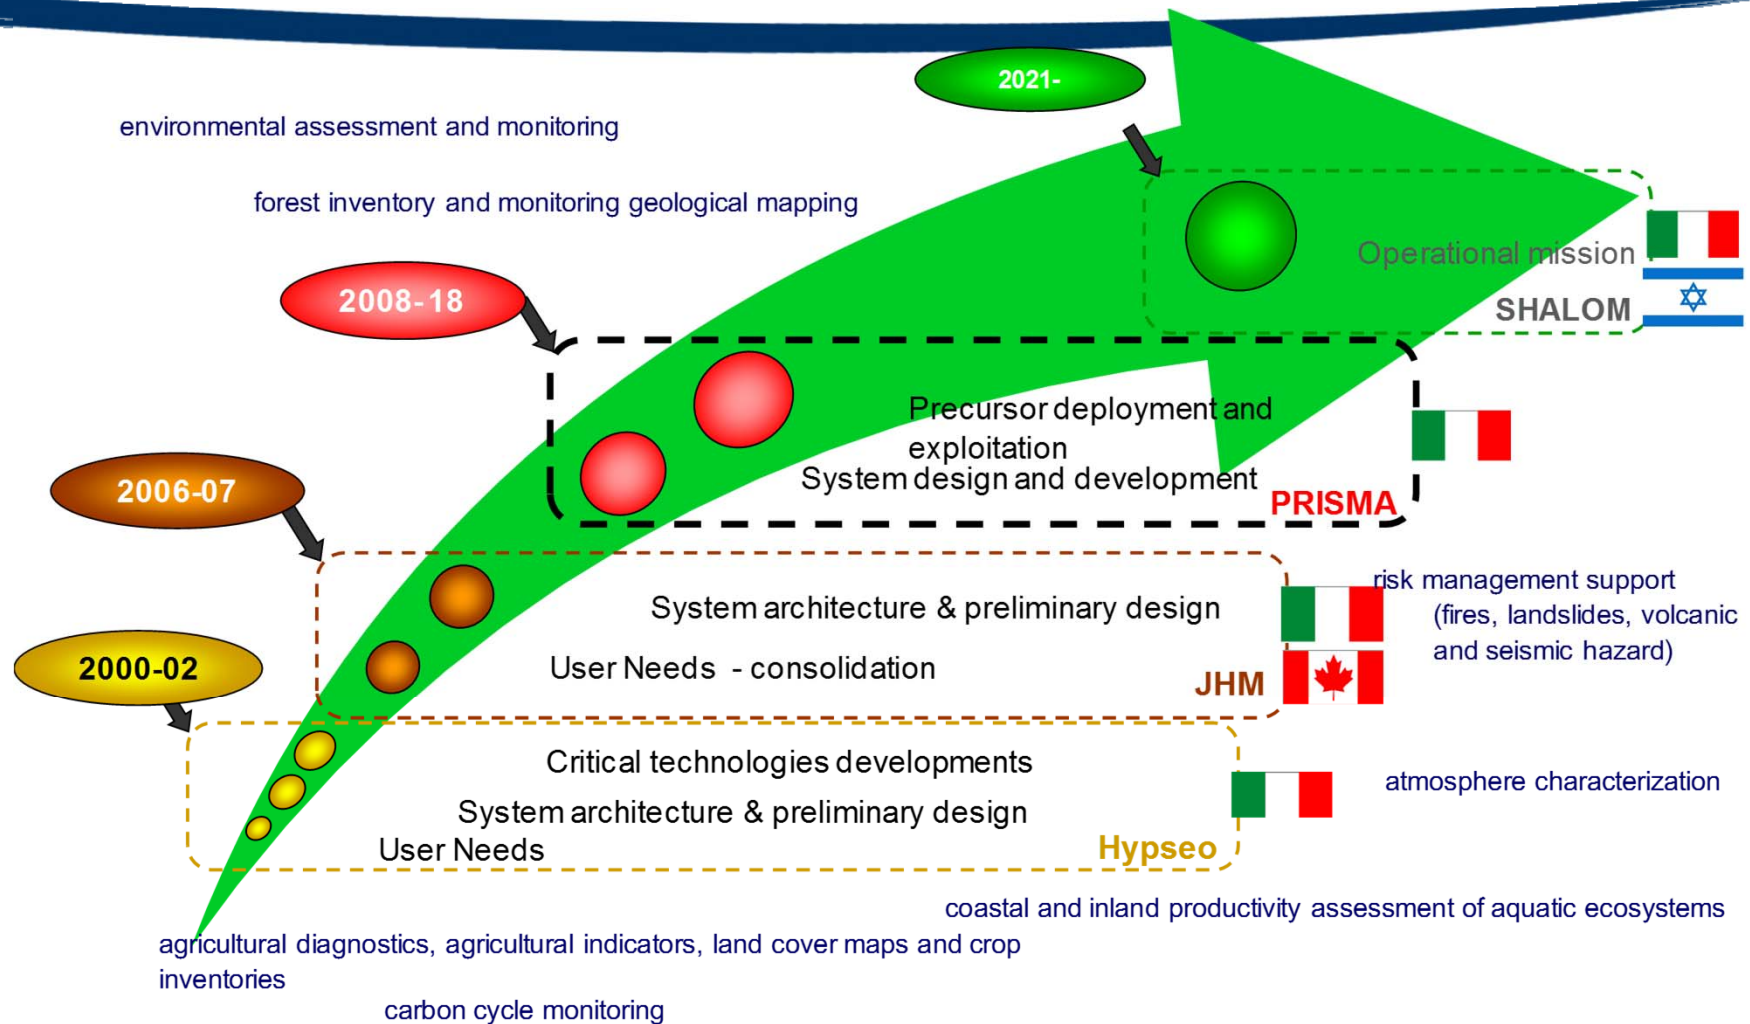 2021-
environmental assessment and monitoring
forest inventory and monitoring geological mapping
Operational mission
SHALOM
2008-18
Precursor deployment and
exploitation
System design and development
PRISMA
2006-07
System architecture & preliminary design
User Needs - consolidation
JHM
risk management support
(fires, landslides, volcanic
and seismic hazard)
2000-02
Critical technologies developments
System architecture & preliminary design
User Needs
Hypseo
atmosphere characterization
coastal and inland productivity assessment of aquatic ecosystems
agricultural diagnostics, agricultural indicators, land cover maps and crop
inventories
carbon cycle monitoring